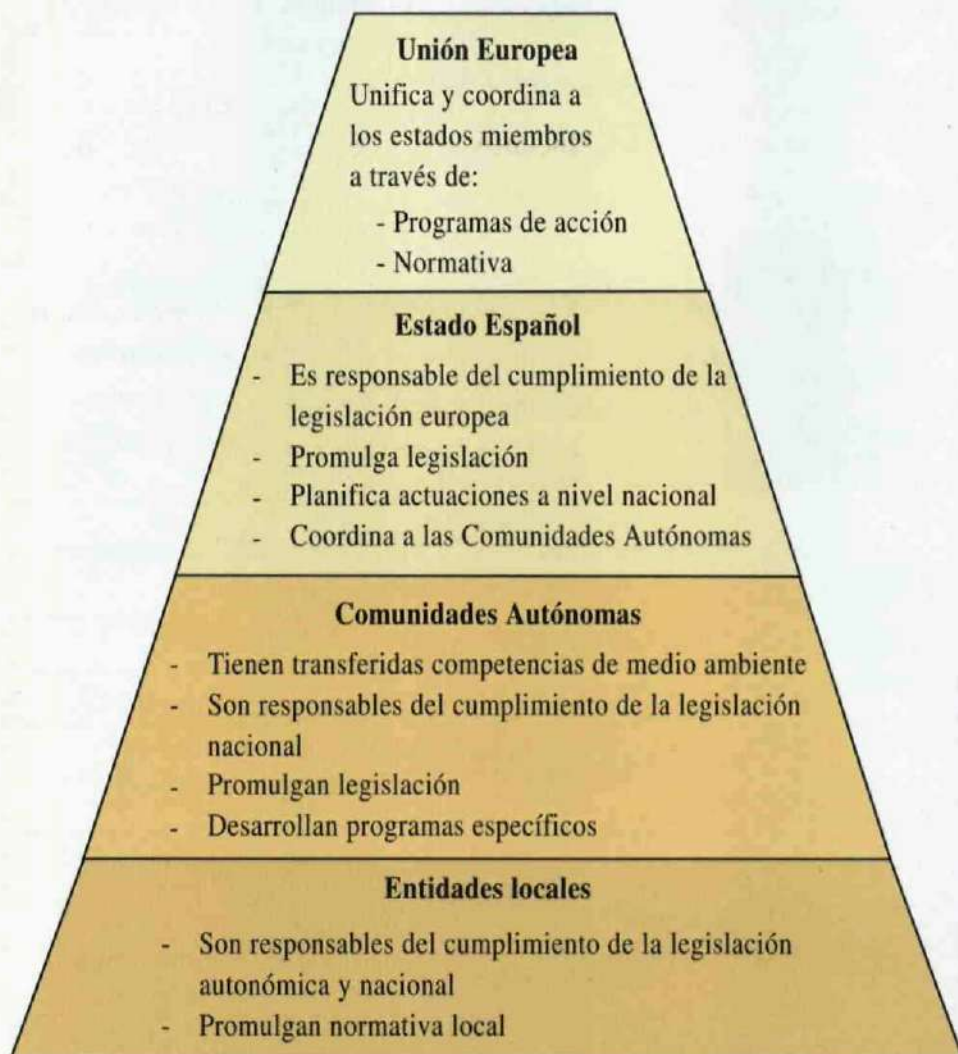 Unión Europea
Unifica y coordina a
los estados miembros
a través de:
- Programas de acción
- Normativa
Estado Español
- Es responsable del cumplimiento de la
legislación europea
- Promulga legislación
- Planifica actuaciones a nivel nacional
- Coordina a las Comunidades Autónomas
Comunidades Autónomas
- Tienen transferidas competencias de medio ambiente
- Son responsables del cumplimiento de la legislación
nacional
- Promulgan legislación
- Desarrollan programas específicos
Entidades locales
- Son responsables del cumplimiento de la legislación
autonómica y nacional
- Promulgan normativa local